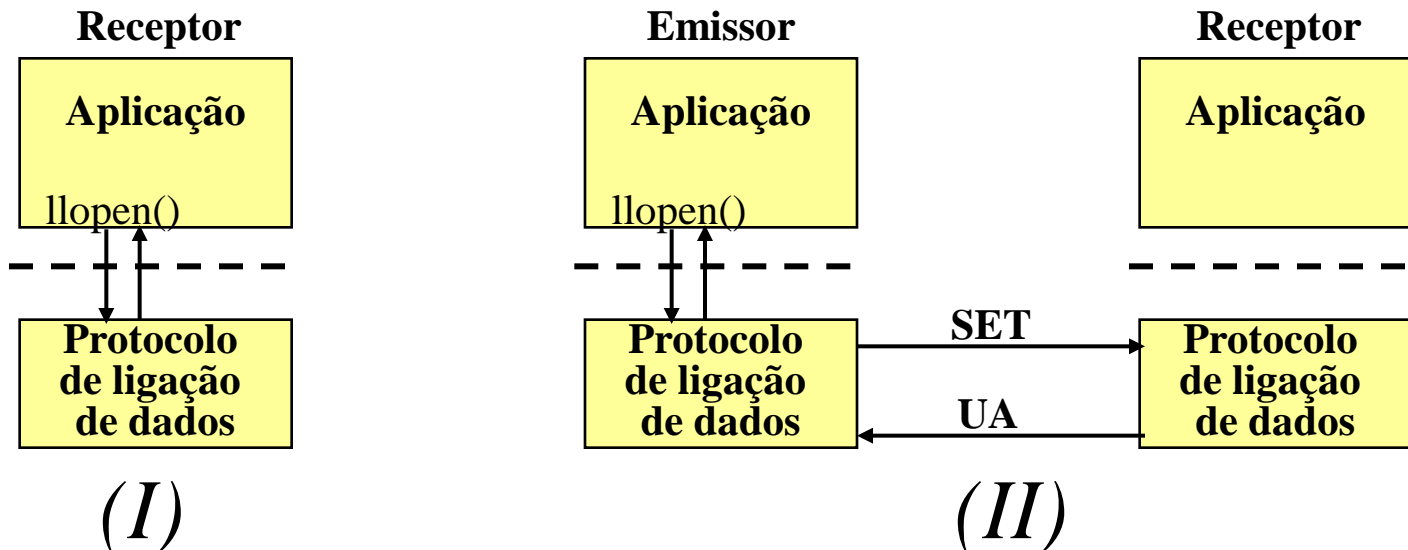 Receptor
Aplicação
llopen()
Protocolo
de ligação
de dados
(I)
Emissor
Aplicação
llopen()
Protocolo
de ligação
de dados
SET
UA
Receptor
Aplicação
Protocolo
de ligação
de dados
(II)